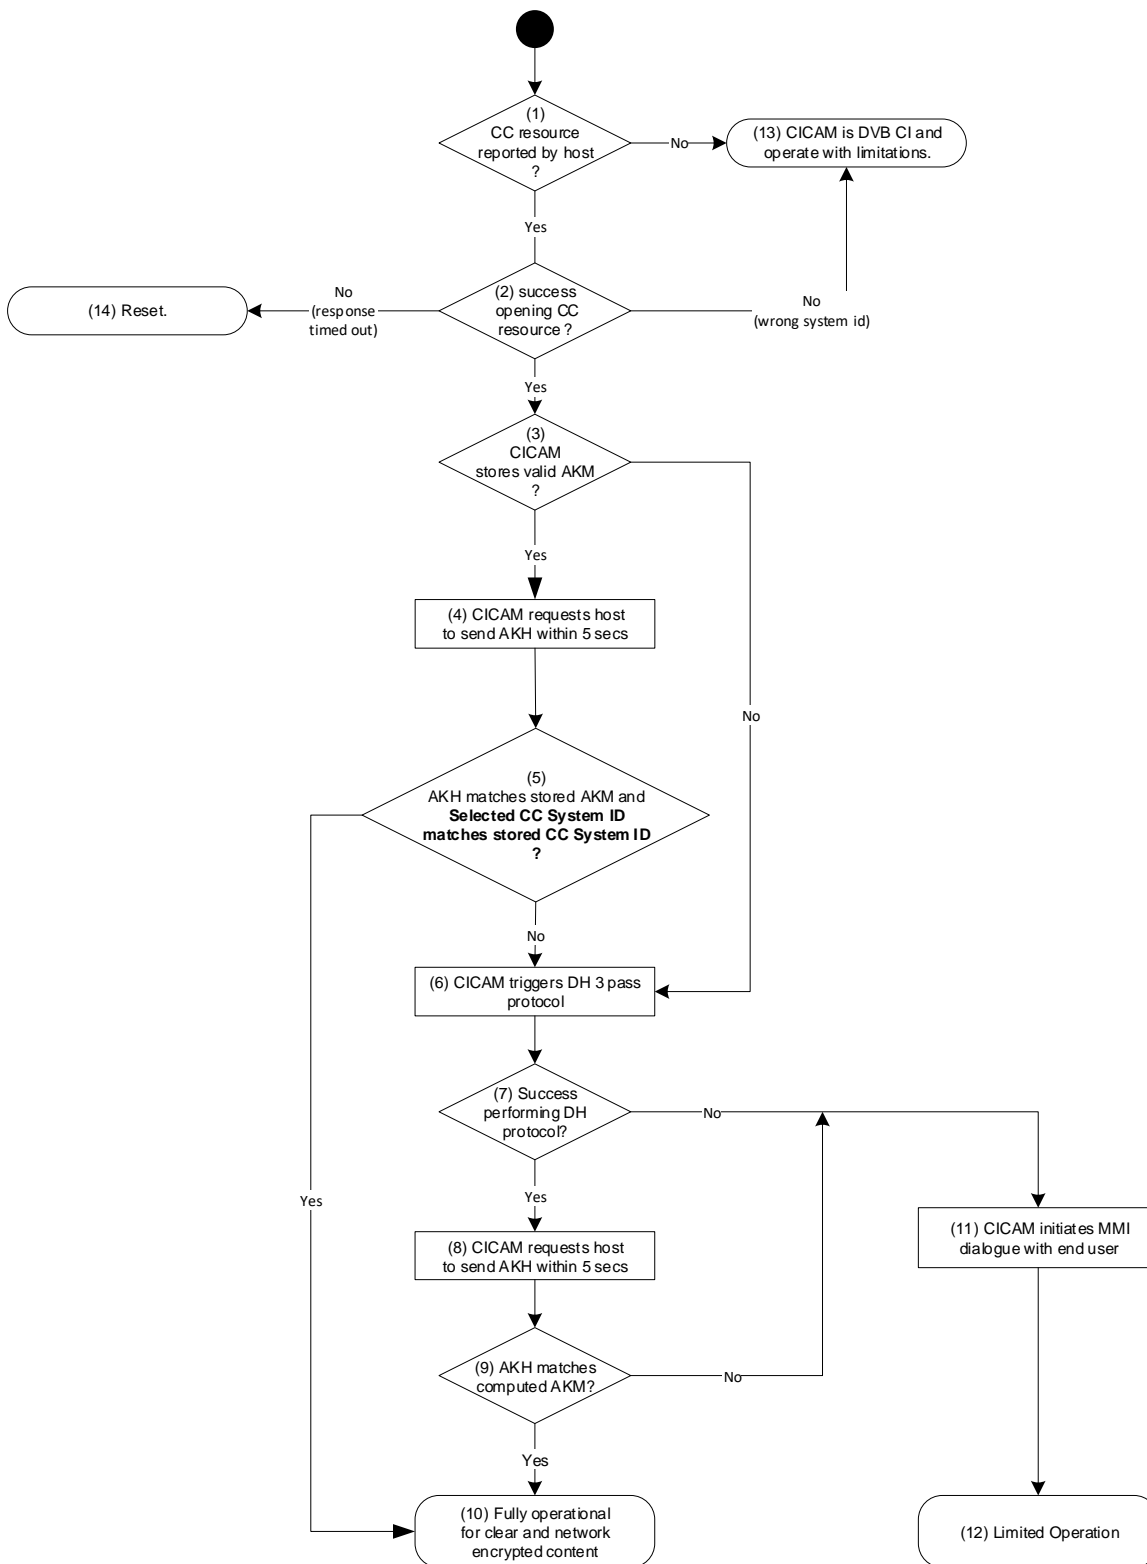 (1)
CC resource
reported by host
?
No
(13) CICAM is DVB CI and
operate with limitations.
Yes
(14) Reset.
No
(response
timed out)
(2) success
opening CC
resource ?
No
(wrong system id)
Yes
(3)
CICAM
stores valid AKM
?
Yes
(4) CICAM requests host
to send AKH within 5 secs
No
(5)
AKH matches stored AKM and
Selected CC System ID
matches stored CC System ID
?
No
(6) CICAM triggers DH 3 pass
protocol
(7) Success
performing DH
protocol?
No
Yes
Yes
(8) CICAM requests host
to send AKH within 5 secs
(11) CICAM initiates MMI
dialogue with end user
(9) AKH matches
computed AKM?
No
Yes
(10) Fully operational
for clear and network
encrypted content
(12) Limited Operation